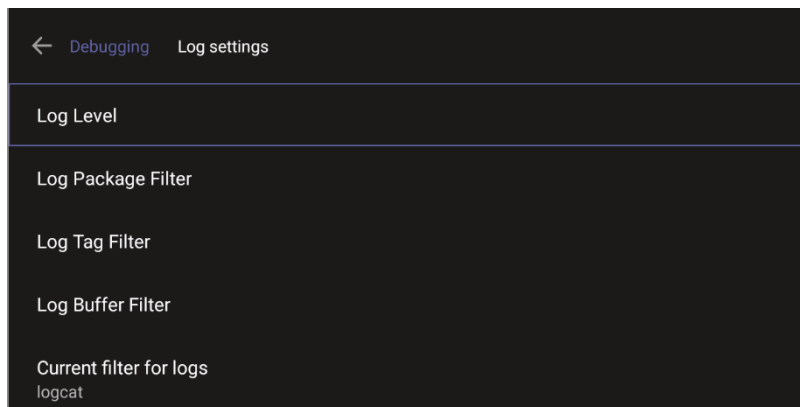 Debugging Log settings
Log Level
Log Package Filter
Log Tag Filter
Log Buffer Filter
Current filter for logs
logcat